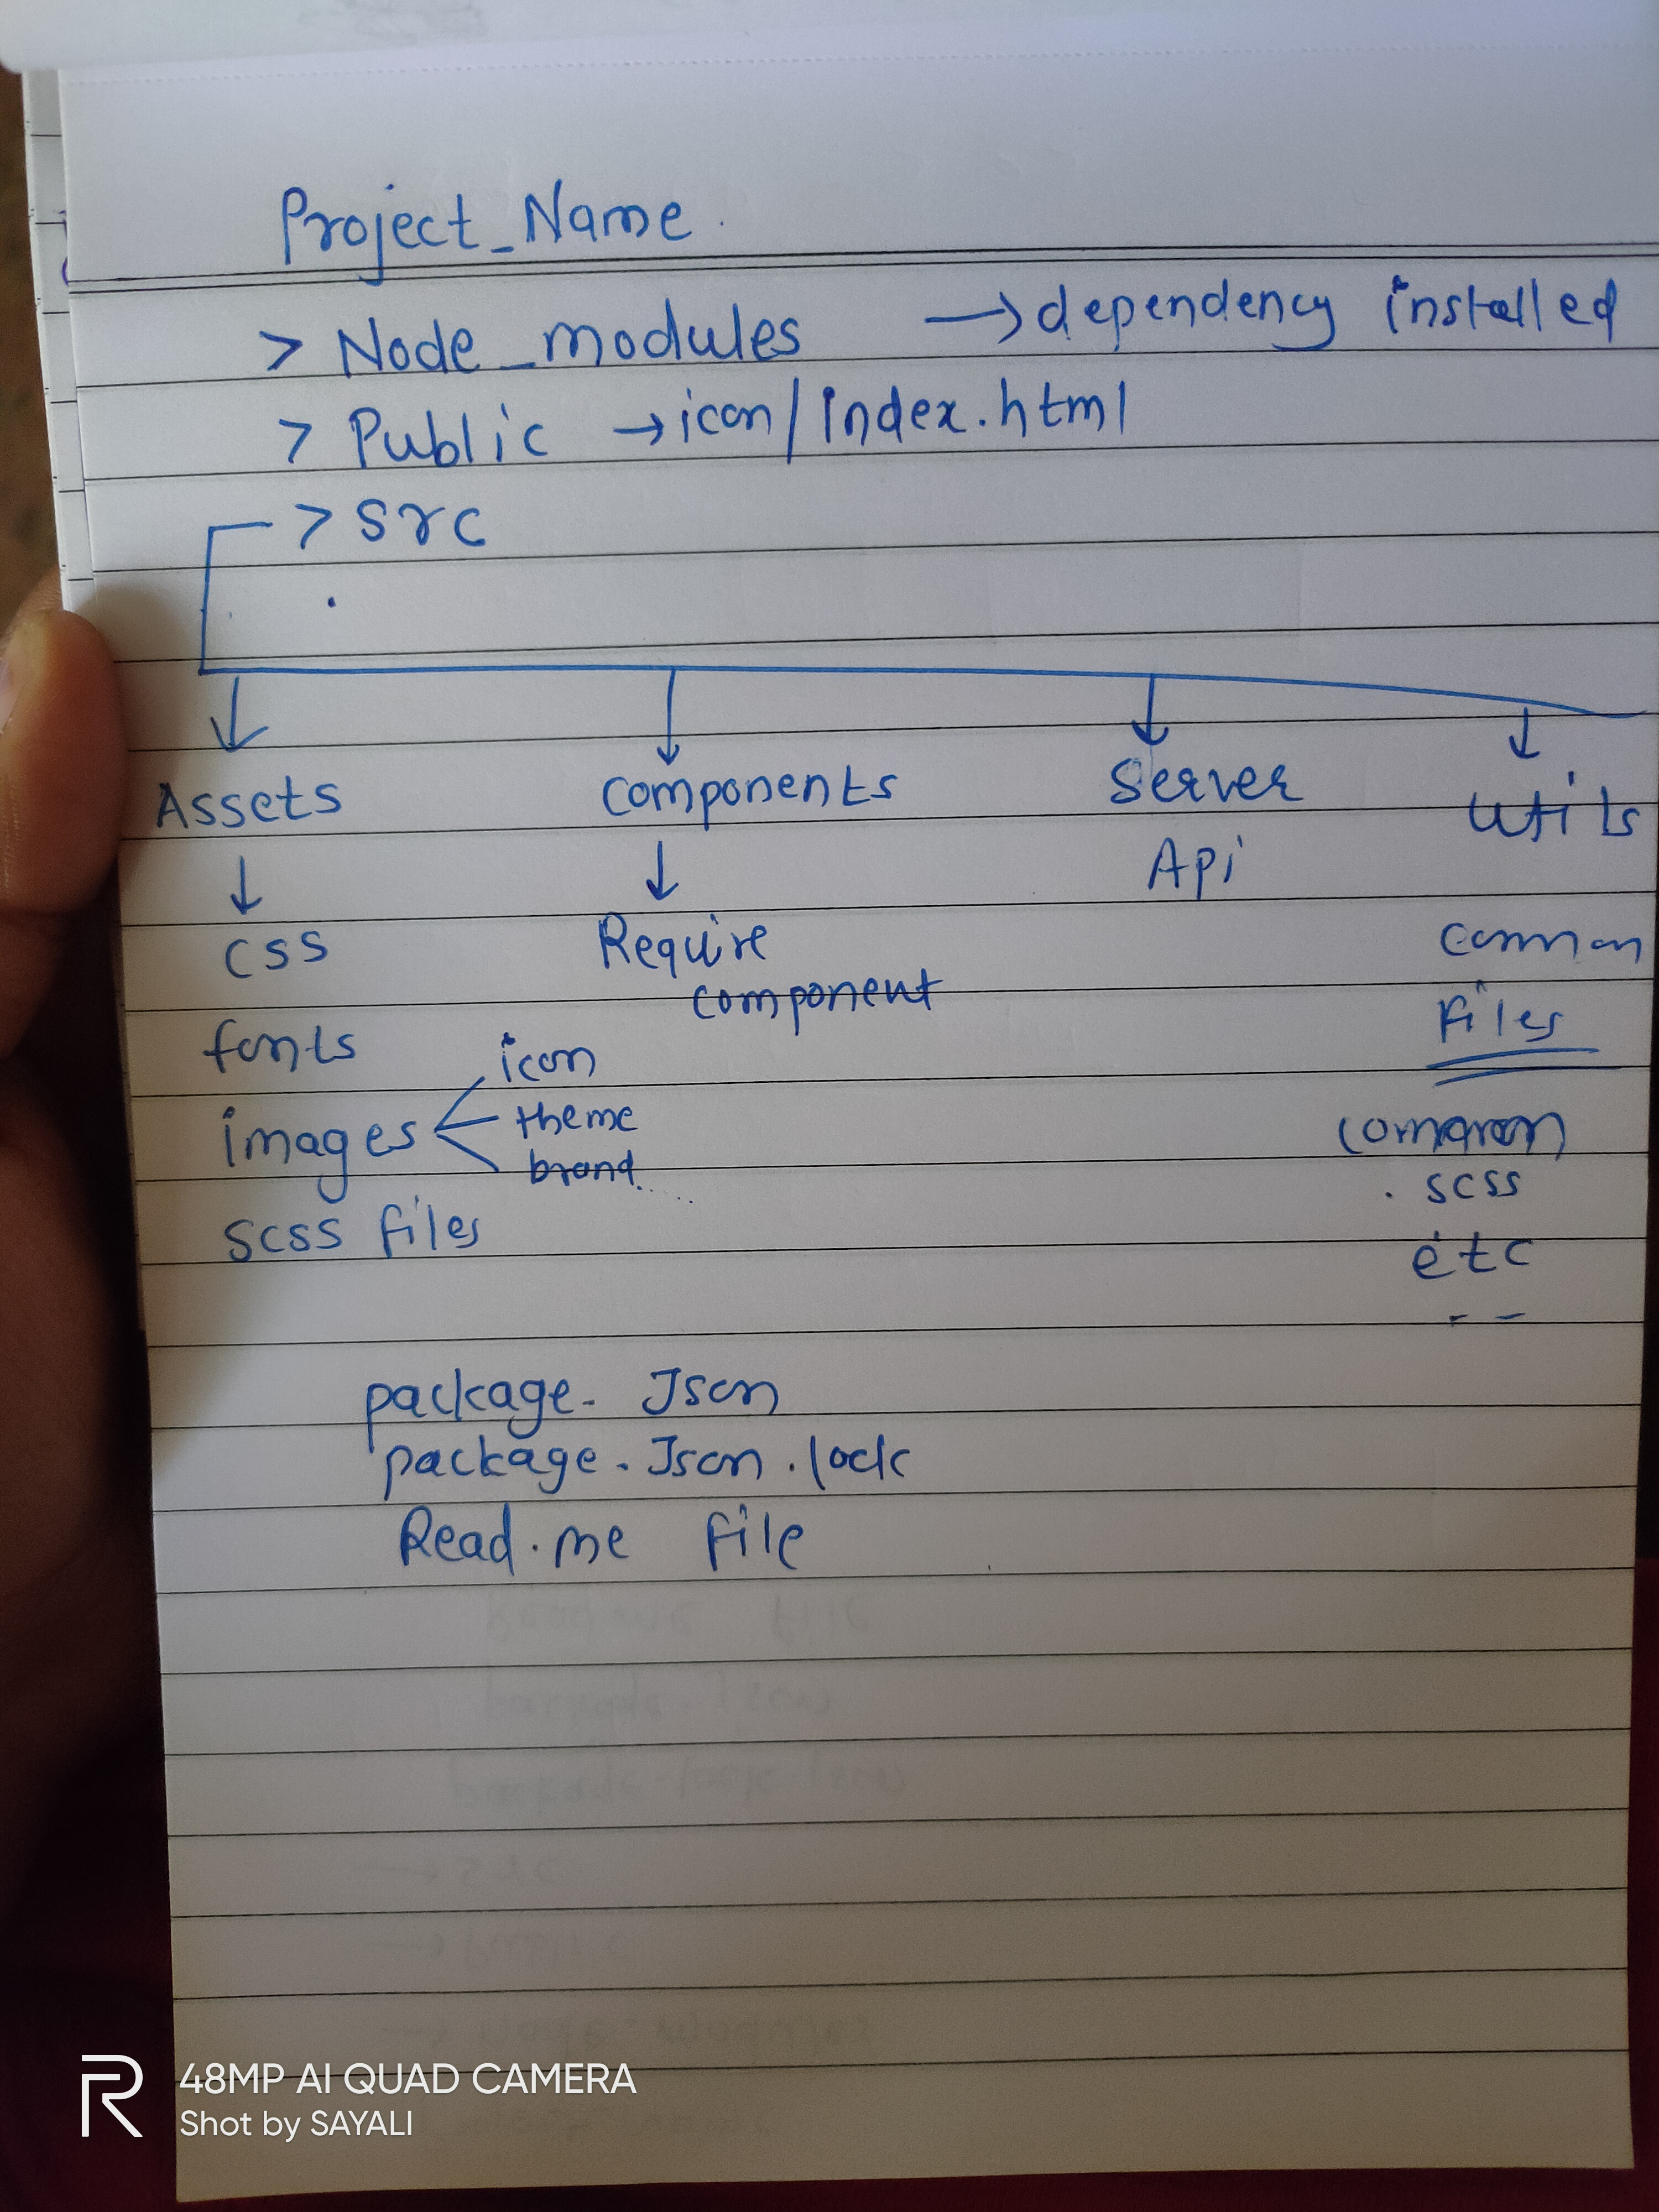 Project_Name
> Node_modules → dependency installed
> Public → icon/Index.html
> src
Assets Components Server Utils
Api
CSS Require common
component files
fonts icon
images theme common
brand . scss
scss files etc
package. Json
package. Json. lock
Read.me file
48MP AI QUAD CAMERA
Shot by SAYALI